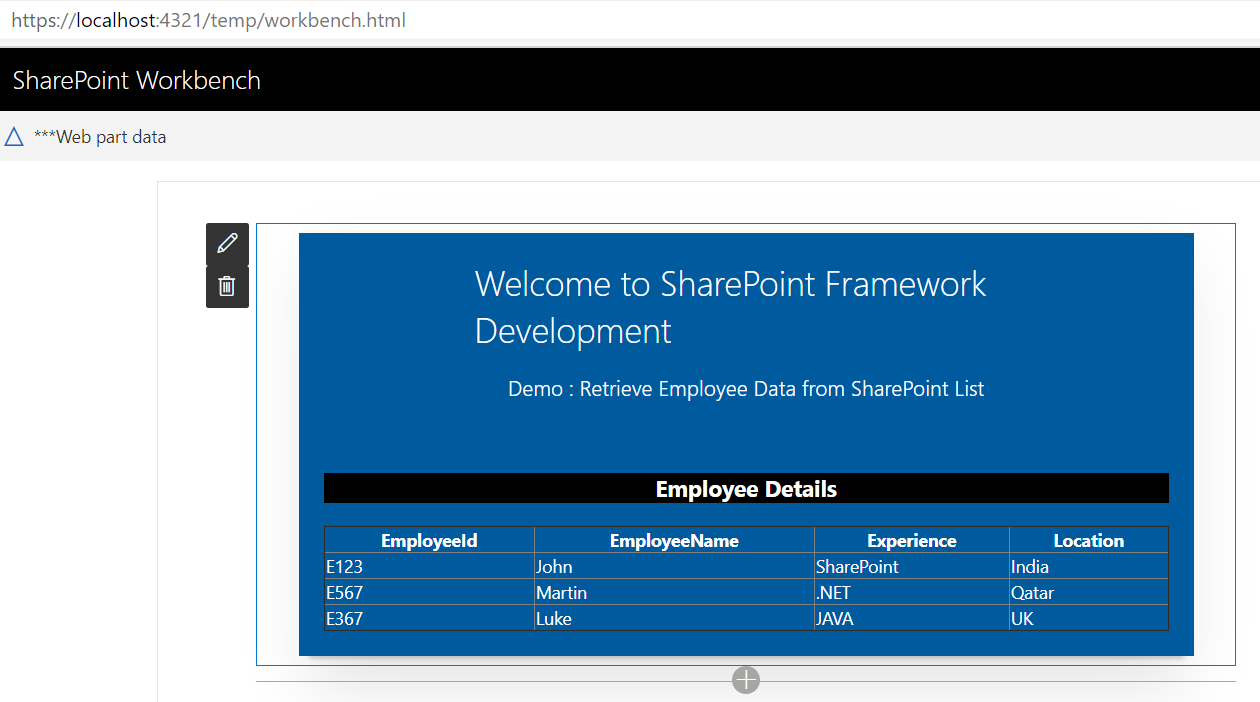 https://localhost:4321/temp/workbench.html
SharePoint Workbench
***Web part data
Welcome to SharePoint Framework
Development
Demo : Retrieve Employee Data from SharePoint List
Employee Details
EmployeeId EmployeeName Experience Location
E123 John SharePoint India
E567 Martin .NET Qatar
E367 Luke JAVA UK